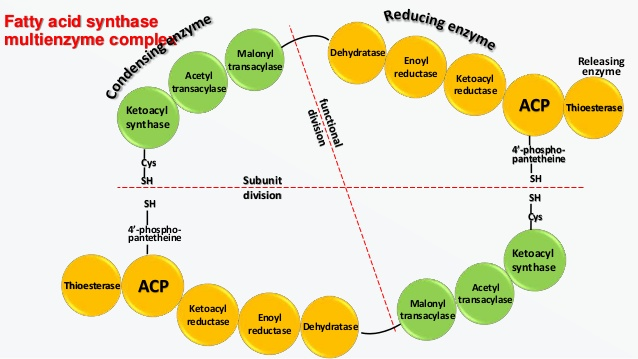 Fatty acid synthase
multienzyme complex
Condensing enzyme
Reducing enzyme
Ketoacyl
synthase
Acetyl
transacylase
Malonyl
transacylase
Dehydratase
Enoyl
reductase
Ketoacyl
reductase
ACP
Releasing
enzyme
Thioesterase
functional
division
Cys
SH
4'-phospho-
pantetheine
SH
Subunit
division
SH
4'-phospho-
pantetheine
SH
Cys
Thioesterase
ACP
Ketoacyl
reductase
Enoyl
reductase
Dehydratase
Malonyl
transacylase
Acetyl
transacylase
Ketoacyl
synthase